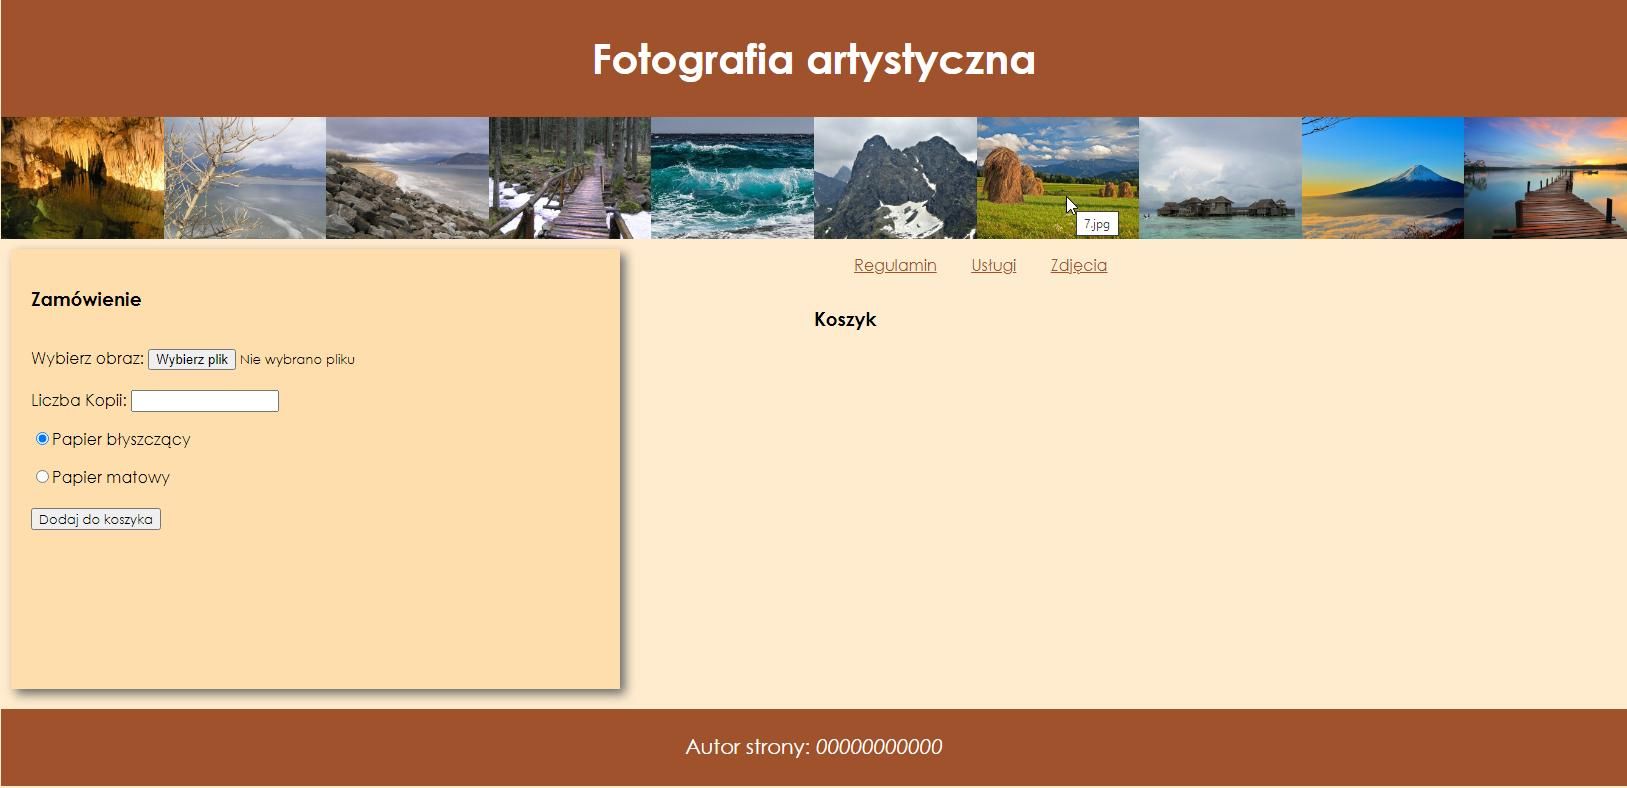 Fotografia artystyczna
7.jpg
Regulamin Usługi Zdjęcia
Zamówienie
Koszyk
Wybierz obraz: Wybierz plik Nie wybrano pliku
Liczba Kopii:
Papier błyszczący
Papier matowy
Dodaj do koszyka
Autor strony: 00000000000